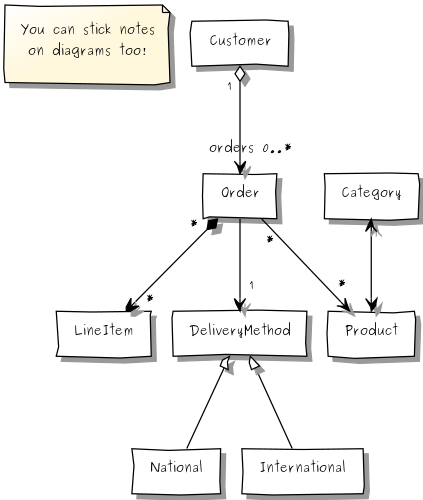 You can stick notes
on diagrams too!
Customer
1
orders 0..*
Order
Category
*
*
*
*
1
LineItem
DeliveryMethod
Product
National
International